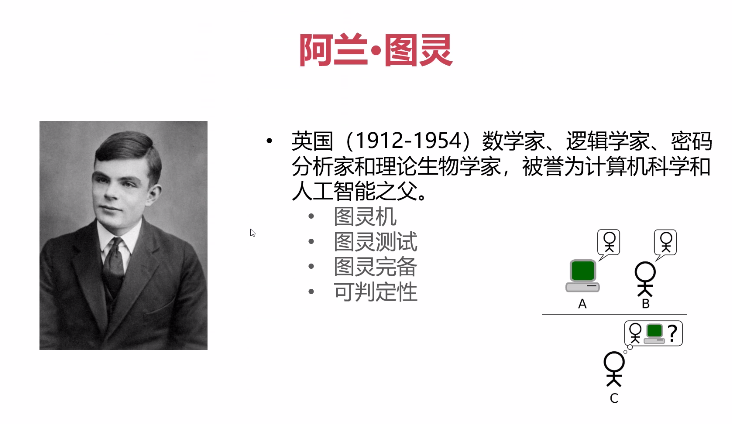 阿兰•图灵
• 英国（1912-1954）数学家、逻辑学家、密码
分析家和理论生物学家，被誉为计算机科学和
人工智能之父。
• 图灵机
• 图灵测试
• 图灵完备
• 可判定性
A
B
?
C